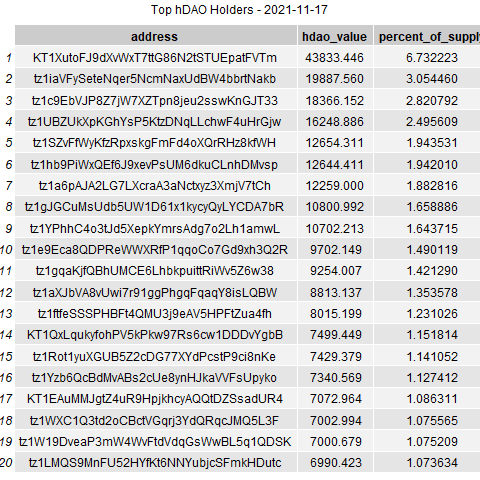 Top hDAO Holders - 2021-11-17
address hdao_value percent_of_supply
1 KT1XutoFJ9dXvWxT7ttG86N2tSTUEpatFVTm 43833.446 6.732223
2 tz1iaVFySeteNqer5NcmNaxUdBW4bbrtNakb 19887.560 3.054460
3 tz1c9EbVJP8Z7jW7XZTpn8jeu2sswKnGJT33 18366.152 2.820792
4 tz1UBZUkXpKGhYsP5KtzDNqLLchwF4uHrGjw 16248.886 2.495609
5 tz1SZvFfWyKfzRpxskgFmFd4oXQrRHz8kfWH 12654.311 1.943531
6 tz1hb9PiWxQEf6J9xevPsUM6dkuCLnhDMvsp 12644.411 1.942010
7 tz1a6pAJA2LG7LXcraA3aNctxyz3XmjV7tCh 12259.000 1.882816
8 tz1gJGCuMsUdb5UW1D61x1kycyQyLYCDA7bR 10800.992 1.658886
9 tz1YPhhC4o3tJd5XepkYmrsAdg7o2Lh1amwL 10702.213 1.643715
10 tz1e9Eca8QDPReWWXRfP1qqoCo7Gd9xh3Q2R 9702.149 1.490119
11 tz1gqaKjfQBhUMCE6LhbkpuittRiWv5Z6w38 9254.007 1.421290
12 tz1aXJbVA8vUwi7r91ggPhgqFqaqY8isLQBW 8813.137 1.353578
13 tz1ftfeSSSPHBFt4QMU3j9eAV5HPFtZua4fh 8015.199 1.231026
14 KT1QxLqukyfohPV5kPkw97Rs6cw1DDDvYgbB 7499.449 1.151814
15 tz1Rot1yuXGUB5Z2cDG77XYdPcstP9ci8nKe 7429.379 1.141052
16 tz1Yzb6QcBdMvABs2cUe8ynHJkaVVFsUpyko 7340.569 1.127412
17 KT1EAuMMJgtZ4uR9HpjkhcyAQQtDZSsadUR4 7072.964 1.086311
18 tz1WXC1Q3td2oCBctVGqrj3YdQRqcJMQ5L3F 7002.994 1.075565
19 tz1W19DveaP3mW4WvFtdVdqGsWwBL5q1QDSK 7000.679 1.075209
20 tz1LMQS9MnFU52HYfKt6NNYubjcSFmkHDutc 6990.423 1.073634